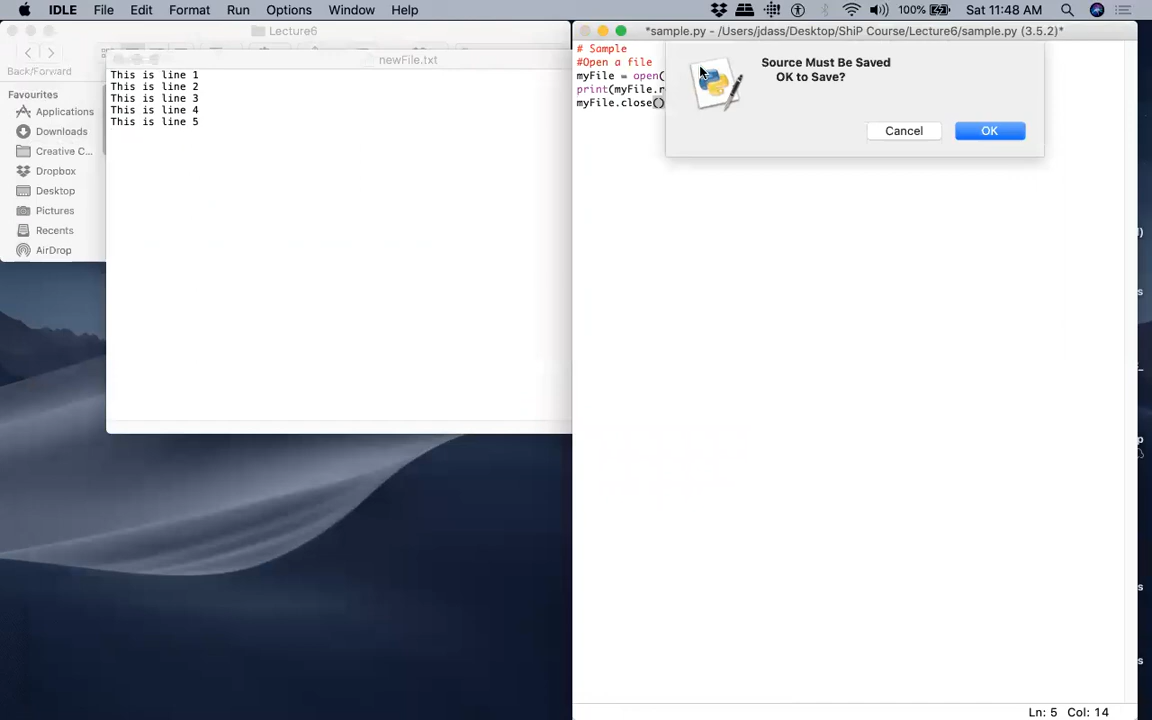 IDLE File Edit Format Run Options Window Help
100% Sat 11:48 AM
Lecture6
Back/Forward
Favourites
Applications
Downloads
Creative C...
Dropbox
Desktop
Pictures
Recents
AirDrop
newFile.txt
This is line 1
This is line 2
This is line 3
This is line 4
This is line 5
*sample.py - /Users/jdass/Desktop/ShiP Course/Lecture6/sample.py (3.5.2)*
# Sample
#Open a file
myFile = open(
print(myFile.r
myFile.close()
Source Must Be Saved
OK to Save?
Cancel OK
Ln: 5 Col: 14